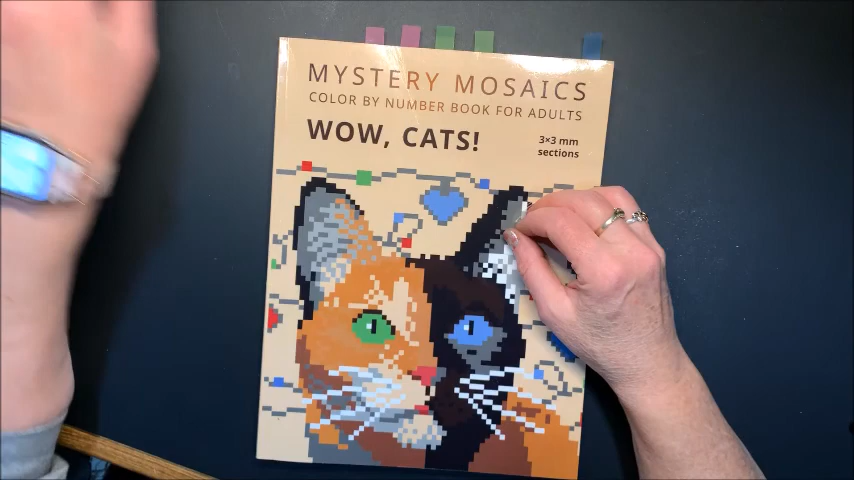 MYSTERY MOSAICS
COLOR BY NUMBER BOOK FOR ADULTS
WOW, CATS!
3×3 mm
sections